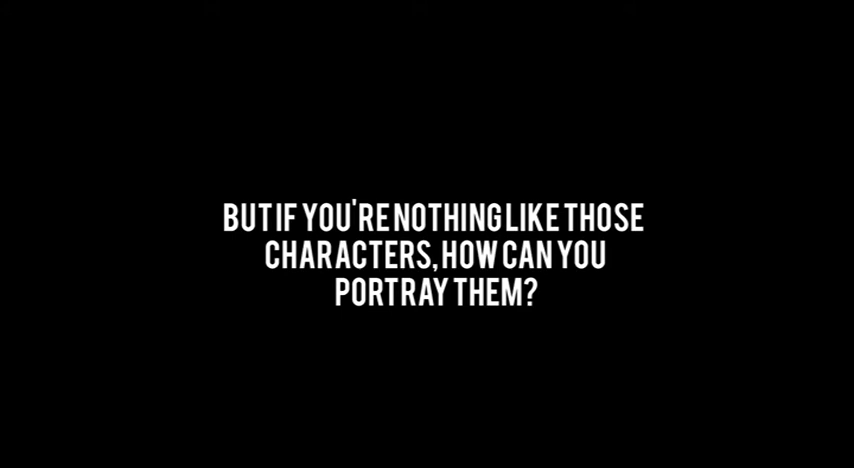 BUT IF YOU'RE NOTHING LIKE THOSE
CHARACTERS, HOW CAN YOU
PORTRAY THEM?